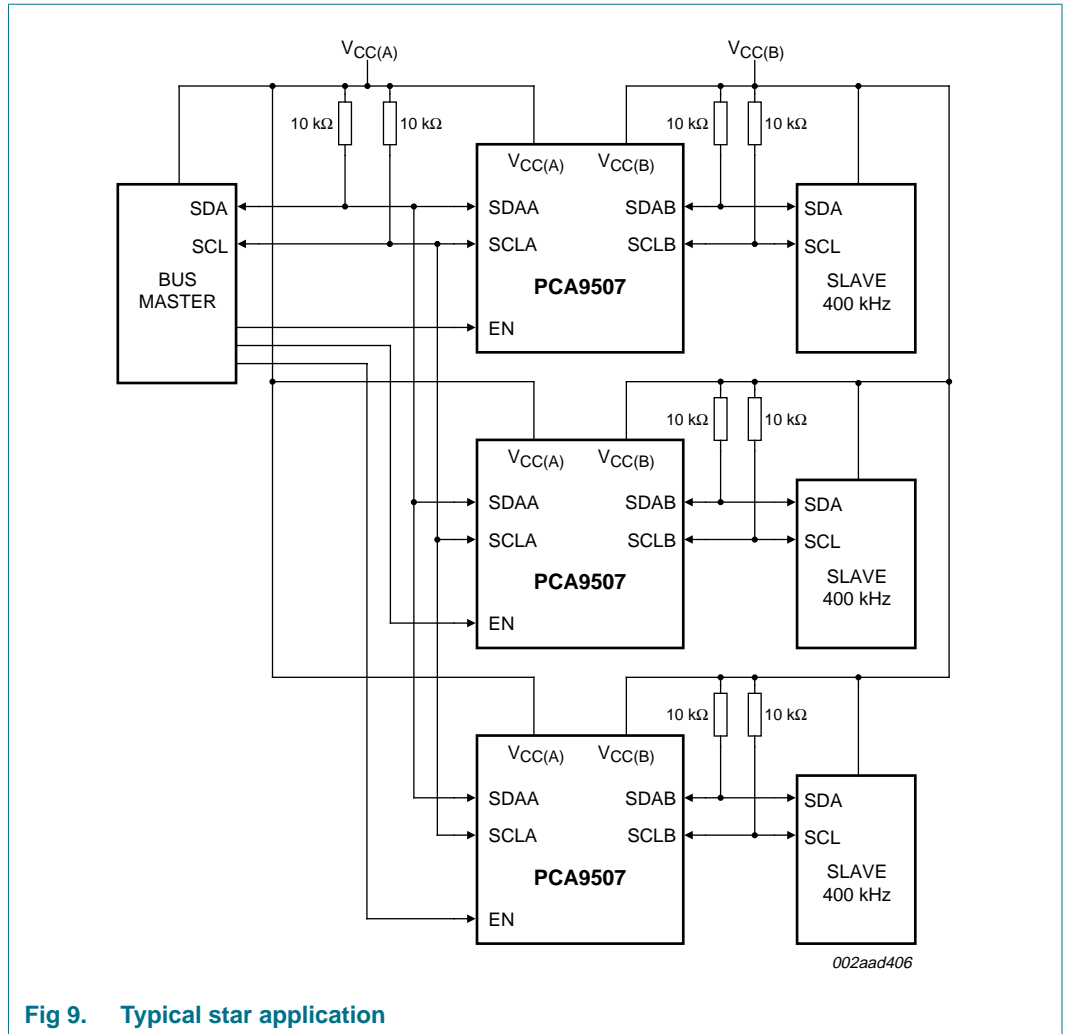 VCC(A) VCC(B)
10 kΩ 10 kΩ 10 kΩ 10 kΩ
VCC(A) VCC(B)
SDA SDAA SDAB SDA
SCL SCLA SCLB SCL
BUS
MASTER
PCA9507
SLAVE
400 kHz
EN
10 kΩ 10 kΩ
VCC(A) VCC(B)
SDAA SDAB SDA
SCLA SCLB SCL
PCA9507
SLAVE
400 kHz
EN
10 kΩ 10 kΩ
VCC(A) VCC(B)
SDAA SDAB SDA
SCLA SCLB SCL
PCA9507
SLAVE
400 kHz
EN
002aad406
Fig 9. Typical star application